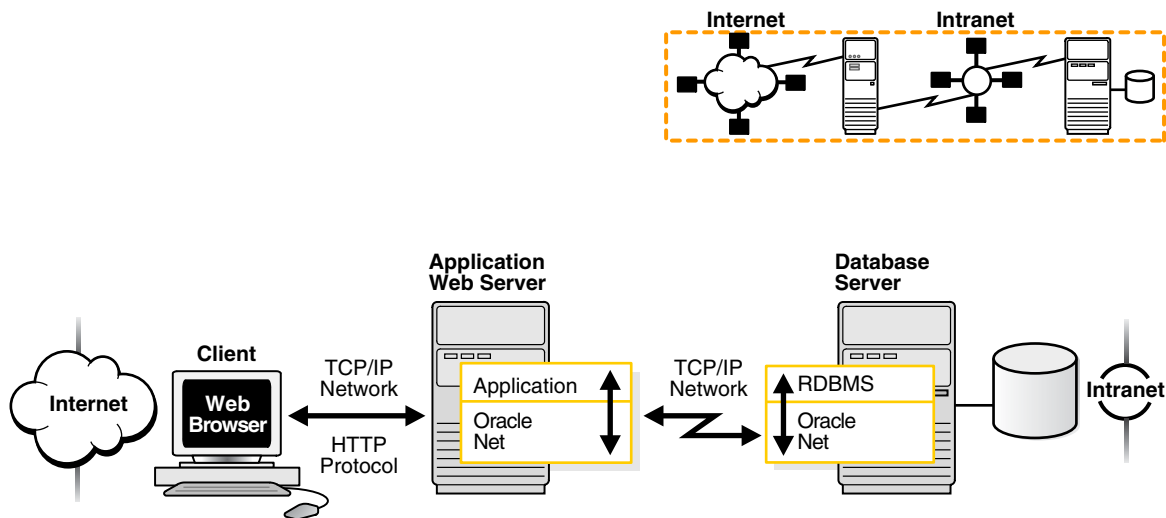 Internet
Intranet
Application
Web Server
Database
Server
Client
TCP/IP
Network
TCP/IP
Network
Internet
Web
Browser
HTTP
Protocol
Application
Oracle
Net
RDBMS
Oracle
Net
Intranet